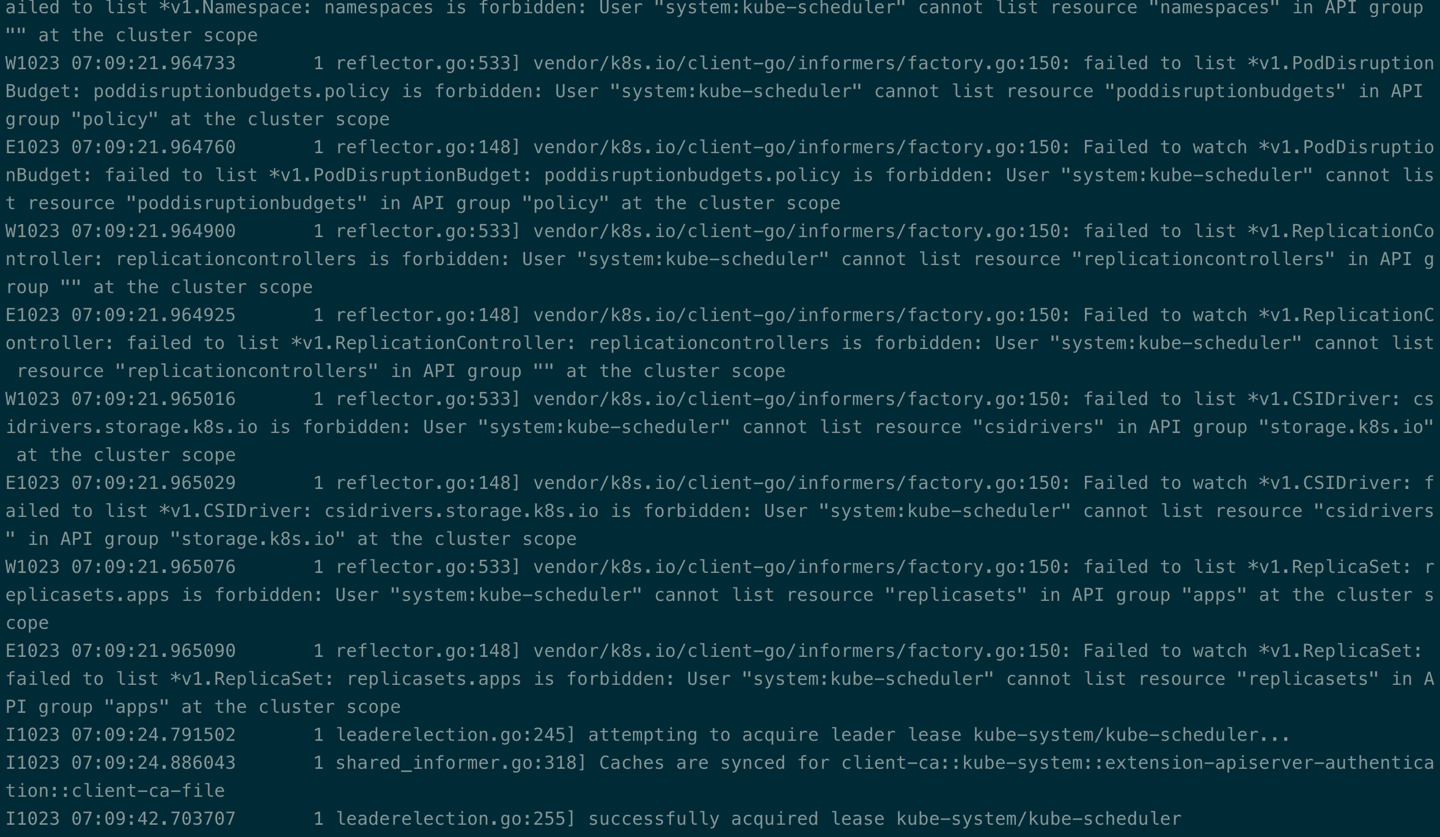 ailed to list *v1.Namespace: namespaces is forbidden: User "system:kube-scheduler" cannot list resource "namespaces" in API group
"" at the cluster scope
W1023 07:09:21.964733       1 reflector.go:533] vendor/k8s.io/client-go/informers/factory.go:150: failed to list *v1.PodDisruption
Budget: poddisruptionbudgets.policy is forbidden: User "system:kube-scheduler" cannot list resource "poddisruptionbudgets" in API
group "policy" at the cluster scope
E1023 07:09:21.964760       1 reflector.go:148] vendor/k8s.io/client-go/informers/factory.go:150: Failed to watch *v1.PodDisruptio
nBudget: failed to list *v1.PodDisruptionBudget: poddisruptionbudgets.policy is forbidden: User "system:kube-scheduler" cannot lis
t resource "poddisruptionbudgets" in API group "policy" at the cluster scope
W1023 07:09:21.964900       1 reflector.go:533] vendor/k8s.io/client-go/informers/factory.go:150: failed to list *v1.ReplicationCo
ntroller: replicationcontrollers is forbidden: User "system:kube-scheduler" cannot list resource "replicationcontrollers" in API g
roup "" at the cluster scope
E1023 07:09:21.964925       1 reflector.go:148] vendor/k8s.io/client-go/informers/factory.go:150: Failed to watch *v1.ReplicationC
ontroller: failed to list *v1.ReplicationController: replicationcontrollers is forbidden: User "system:kube-scheduler" cannot list
 resource "replicationcontrollers" in API group "" at the cluster scope
W1023 07:09:21.965016       1 reflector.go:533] vendor/k8s.io/client-go/informers/factory.go:150: failed to list *v1.CSIDriver: cs
idrivers.storage.k8s.io is forbidden: User "system:kube-scheduler" cannot list resource "csidrivers" in API group "storage.k8s.io"
 at the cluster scope
E1023 07:09:21.965029       1 reflector.go:148] vendor/k8s.io/client-go/informers/factory.go:150: Failed to watch *v1.CSIDriver: f
ailed to list *v1.CSIDriver: csidrivers.storage.k8s.io is forbidden: User "system:kube-scheduler" cannot list resource "csidrivers
" in API group "storage.k8s.io" at the cluster scope
W1023 07:09:21.965076       1 reflector.go:533] vendor/k8s.io/client-go/informers/factory.go:150: failed to list *v1.ReplicaSet: r
eplicasets.apps is forbidden: User "system:kube-scheduler" cannot list resource "replicasets" in API group "apps" at the cluster s
cope
E1023 07:09:21.965090       1 reflector.go:148] vendor/k8s.io/client-go/informers/factory.go:150: Failed to watch *v1.ReplicaSet:
failed to list *v1.ReplicaSet: replicasets.apps is forbidden: User "system:kube-scheduler" cannot list resource "replicasets" in A
PI group "apps" at the cluster scope
I1023 07:09:24.791502       1 leaderelection.go:245] attempting to acquire leader lease kube-system/kube-scheduler...
I1023 07:09:24.886043       1 shared_informer.go:318] Caches are synced for client-ca::kube-system::extension-apiserver-authentica
tion::client-ca-file
I1023 07:09:42.703707       1 leaderelection.go:255] successfully acquired lease kube-system/kube-scheduler